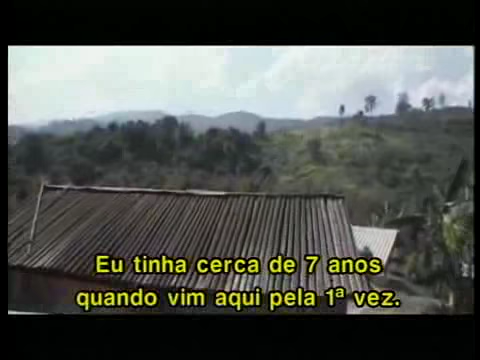 Eu tinha cerca de 7 anos
quando vim aqui pela 1ª vez.